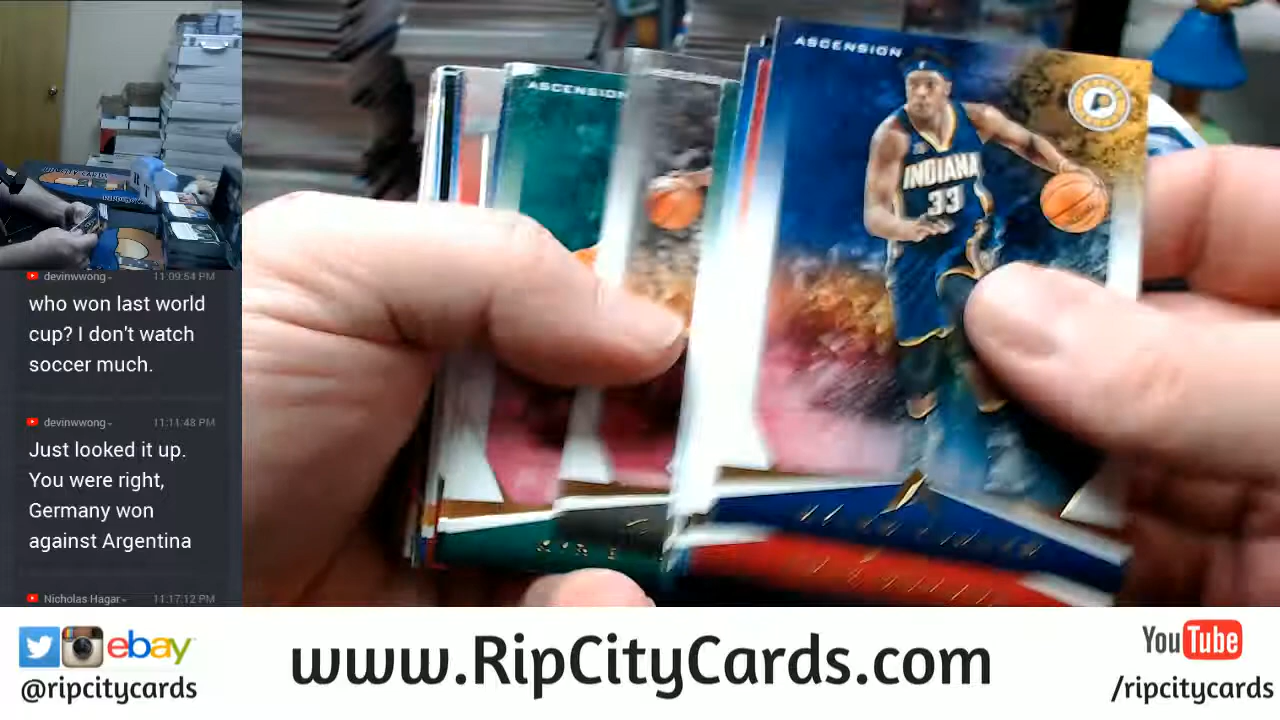 devinwwong 11:09:54 PM
who won last world
cup? I don't watch
soccer much.
devinwwong 11:11:48 PM
Just looked it up.
You were right,
Germany won
against Argentina
Nicholas Hagar 11:17:12 PM
ASCENSION
ASCENSION
INDIANA
33
ebay
@ripcitycards
www.RipCityCards.com
YouTube
/ripcitycards